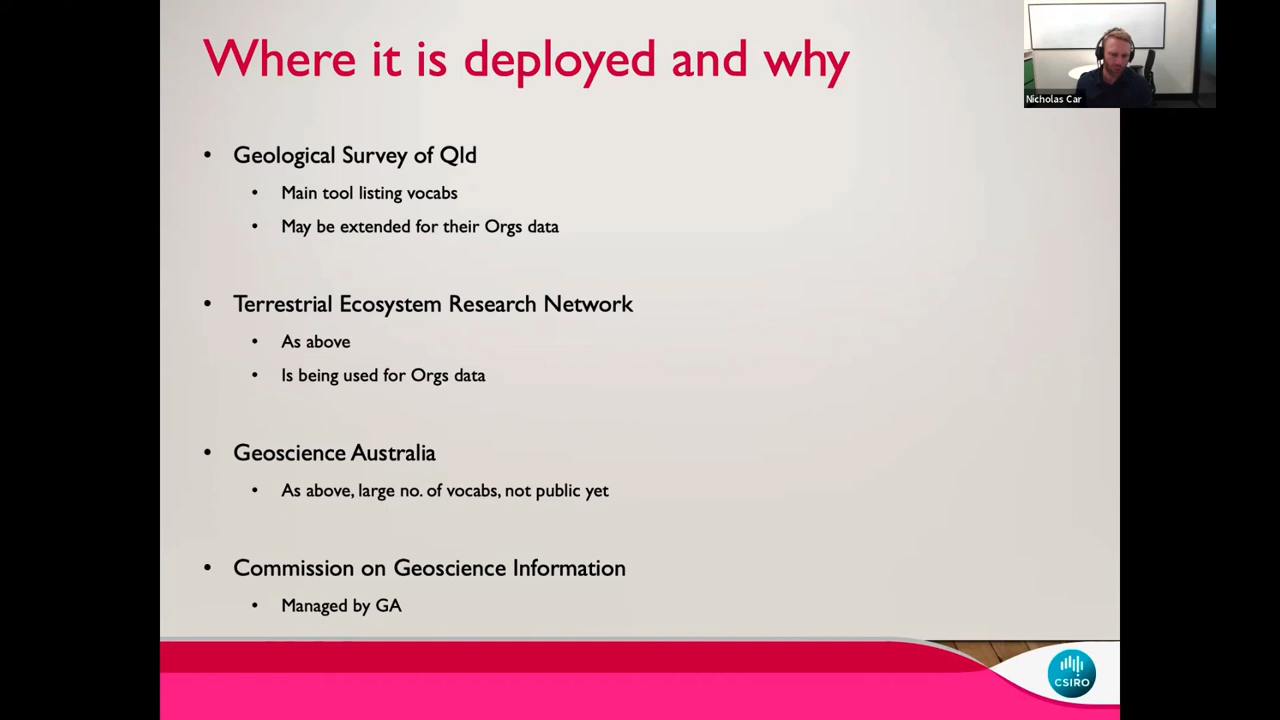 Where it is deployed and why
Nicholas Car
• Geological Survey of Qld
• Main tool listing vocabs
• May be extended for their Orgs data
• Terrestrial Ecosystem Research Network
• As above
• Is being used for Orgs data
• Geoscience Australia
• As above, large no. of vocabs, not public yet
• Commission on Geoscience Information
• Managed by GA
CSIRO